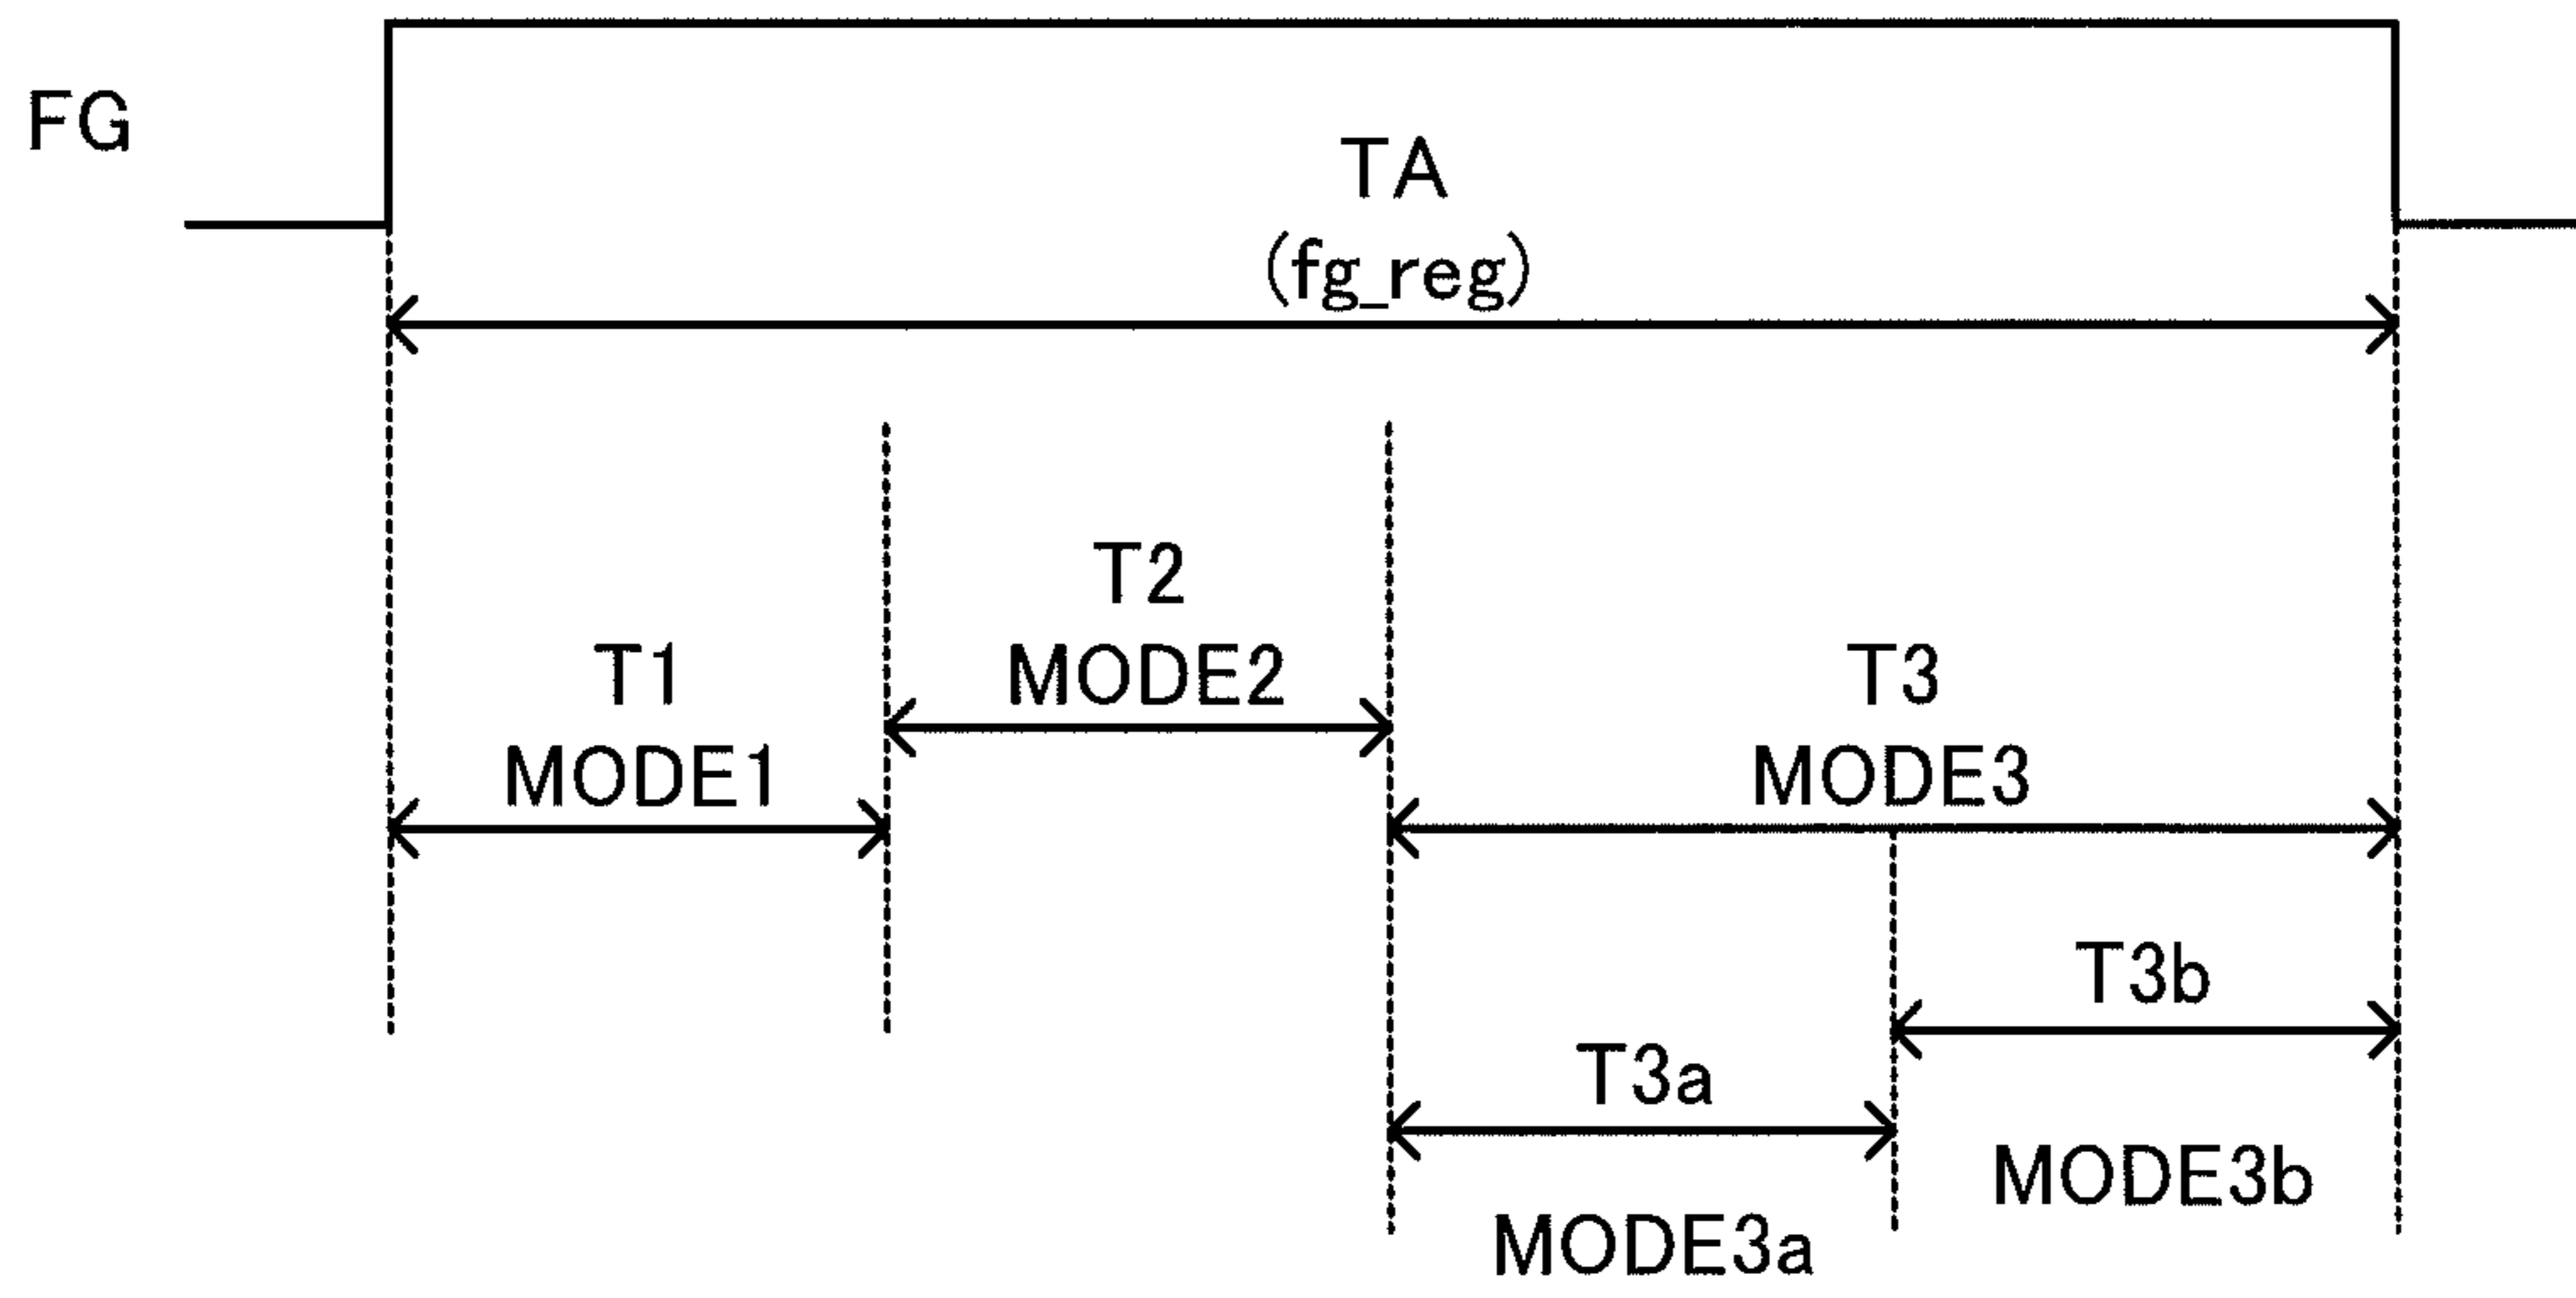 FG
TA
(fg_reg)
T1
MODE1
T2
MODE2
T3
MODE3
T3a
MODE3a
T3b
MODE3b